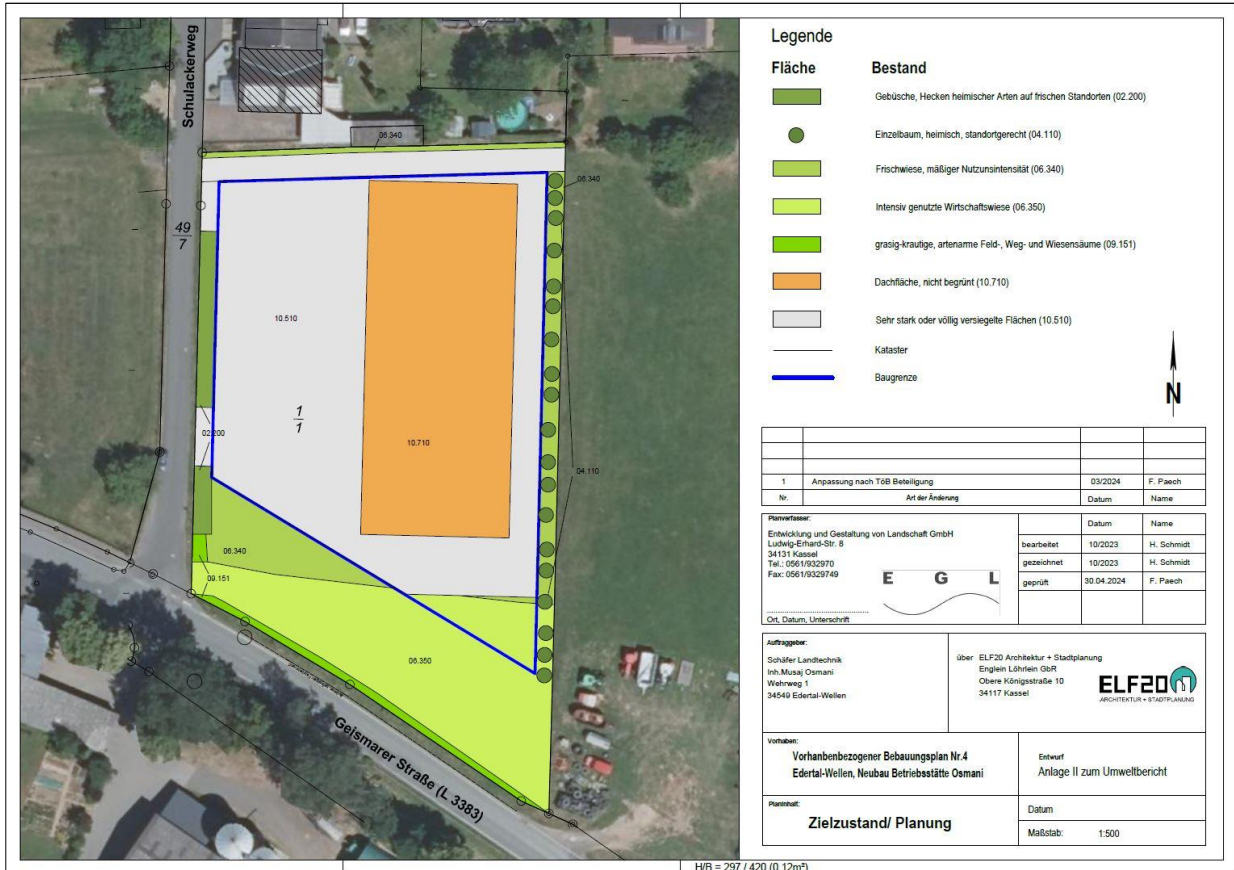 Schulackerweg
06.340
06.340
49
7
10.510
1
1
02.200
10.710
04.110
06.340
09.151
06.350
Geismarer Straße (L 3383)
Legende
Fläche Bestand
Gebüsche, Hecken heimischer Arten auf frischen Standorten (02.200)
Einzelbaum, heimisch, standortgerecht (04.110)
Frischwiese, mäßiger Nutzunsintensität (06.340)
Intensiv genutzte Wirtschaftswiese (06.350)
grasig-krautige, artenarme Feld-, Weg- und Wiesensäume (09.151)
Dachfläche, nicht begrünt (10.710)
Sehr stark oder völlig versiegelte Flächen (10.510)
Kataster
Baugrenze
N
1 Anpassung nach TöB Beteiligung 03/2024 F. Paech
Nr. Art der Änderung Datum Name
Planverfasser:
Entwicklung und Gestaltung von Landschaft GmbH
Ludwig-Erhard-Str. 8
34131 Kassel
Tel.: 0561/932970
Fax: 0561/9329749
E G L
Ort, Datum, Unterschrift
Datum Name
bearbeitet 10/2023 H. Schmidt
gezeichnet 10/2023 H. Schmidt
geprüft 30.04.2024 F. Paech
Auftraggeber:
Schäfer Landtechnik
Inh.Musaj Osmani
Wehrweg 1
34549 Edertal-Wellen
über ELF20 Architektur + Stadtplanung
Englein Löhrlein GbR
Obere Königsstraße 10
34117 Kassel
ELF20
ARCHITEKTUR + STADTPLANUNG
Vorhaben:
Vorhanbenbezogener Bebauungsplan Nr.4
Edertal-Wellen, Neubau Betriebsstätte Osmani
Entwurf
Anlage II zum Umweltbericht
Planinhalt:
Zielzustand/ Planung
Datum
Maßstab: 1:500
H/B = 297 / 420 (0.12m²)